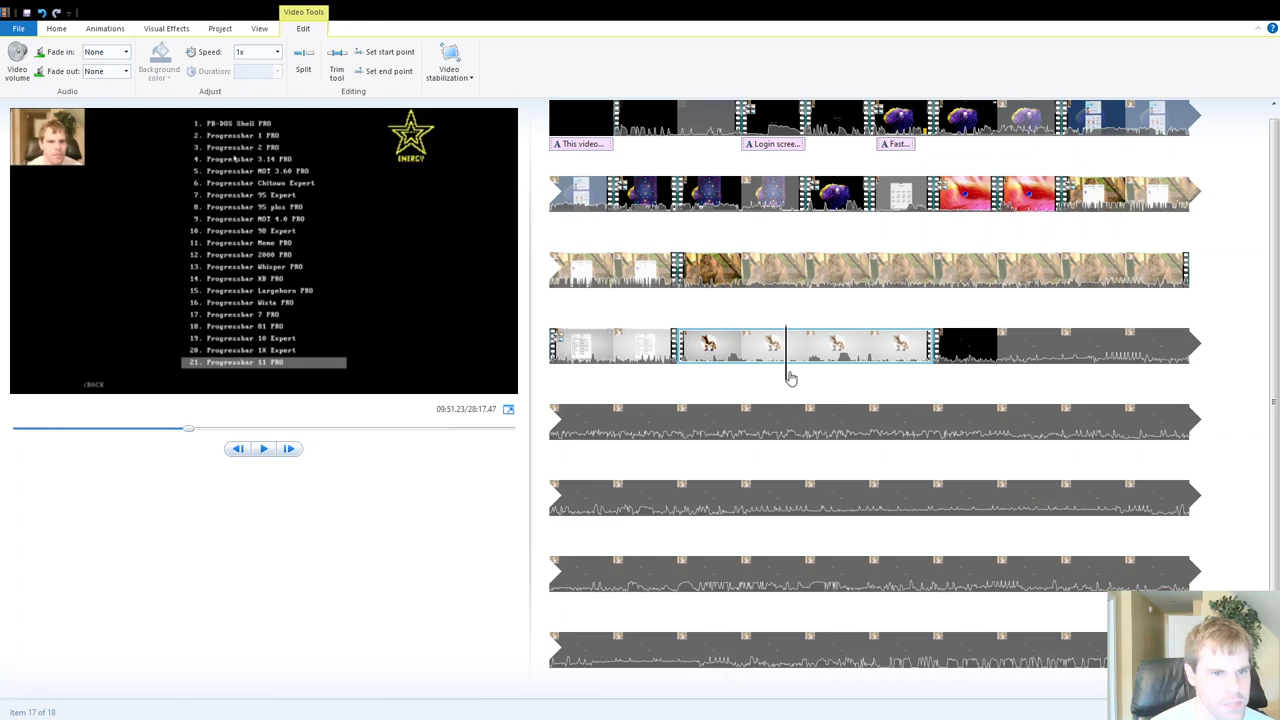 Video Tools
File
Home
Animations
Visual Effects
Project
View
Edit
Video volume
Fade in: None
Fade out: None
Audio
Background color
Speed: 1x
Duration:
Adjust
Split
Trim tool
Set start point
Set end point
Editing
Video stabilization
1. PB-DOS Shell PRO
2. Progressbar 1 PRO
3. Progressbar 2 PRO
4. Progressbar 3.14 PRO
5. Progressbar NOT 3.60 PRO
6. Progressbar Chitown Expert
7. Progressbar 95 Expert
8. Progressbar 95 plus PRO
9. Progressbar NOT 4.0 PRO
10. Progressbar 98 Expert
11. Progressbar Meme PRO
12. Progressbar 2000 PRO
13. Progressbar Whisper PRO
14. Progressbar XB PRO
15. Progressbar Largehorn PRO
16. Progressbar Wista PRO
17. Progressbar 7 PRO
18. Progressbar 81 PRO
19. Progressbar 10 Expert
20. Progressbar 1X Expert
21. Progressbar 11 PRO
<BACK
ENERGY
09:51.23/28:17.47
A This video...
A Login scree...
A Fast...
Item 17 of 18